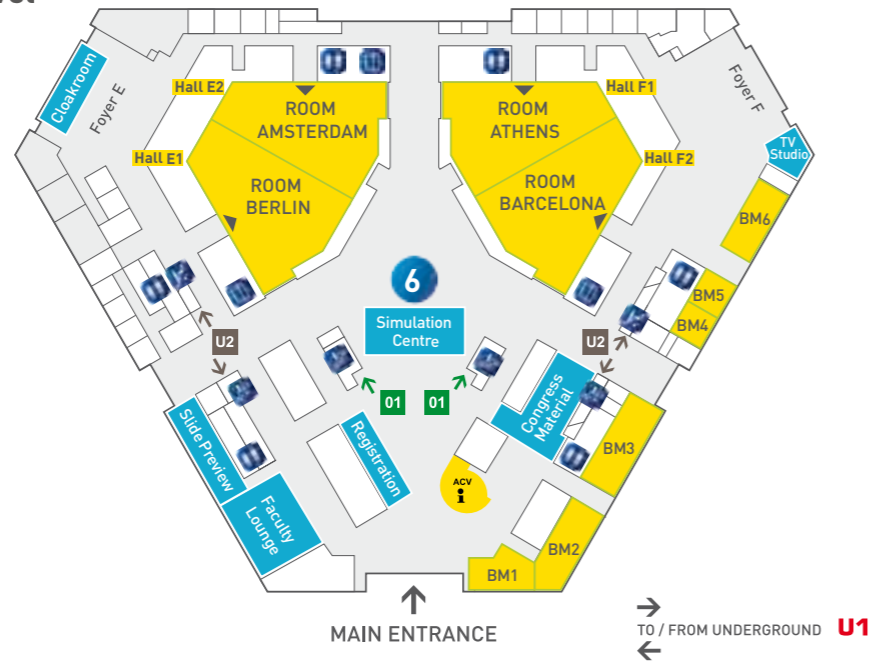 Cloakroom
Foyer E
Hall E2
ROOM
AMSTERDAM
Hall E1
ROOM
BERLIN
ROOM
ATHENS
Hall F1
Foyer F
TV
Studio
Hall F2
ROOM
BARCELONA
BM6
BM5
BM4
6
Simulation
Centre
U2
U2
01
01
Congress
Material
Slide Preview
Registration
BM3
ACV
i
Faculty
Lounge
BM2
BM1
MAIN ENTRANCE
TO / FROM UNDERGROUND U1